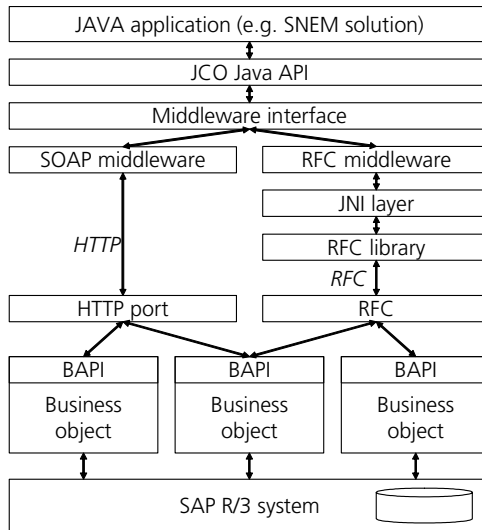 JAVA application (e.g. SNEM solution)
JCO Java API
Middleware interface
SOAP middleware
RFC middleware
JNI layer
HTTP
RFC library
RFC
HTTP port
RFC
BAPI
BAPI
BAPI
Business
object
Business
object
Business
object
SAP R/3 system